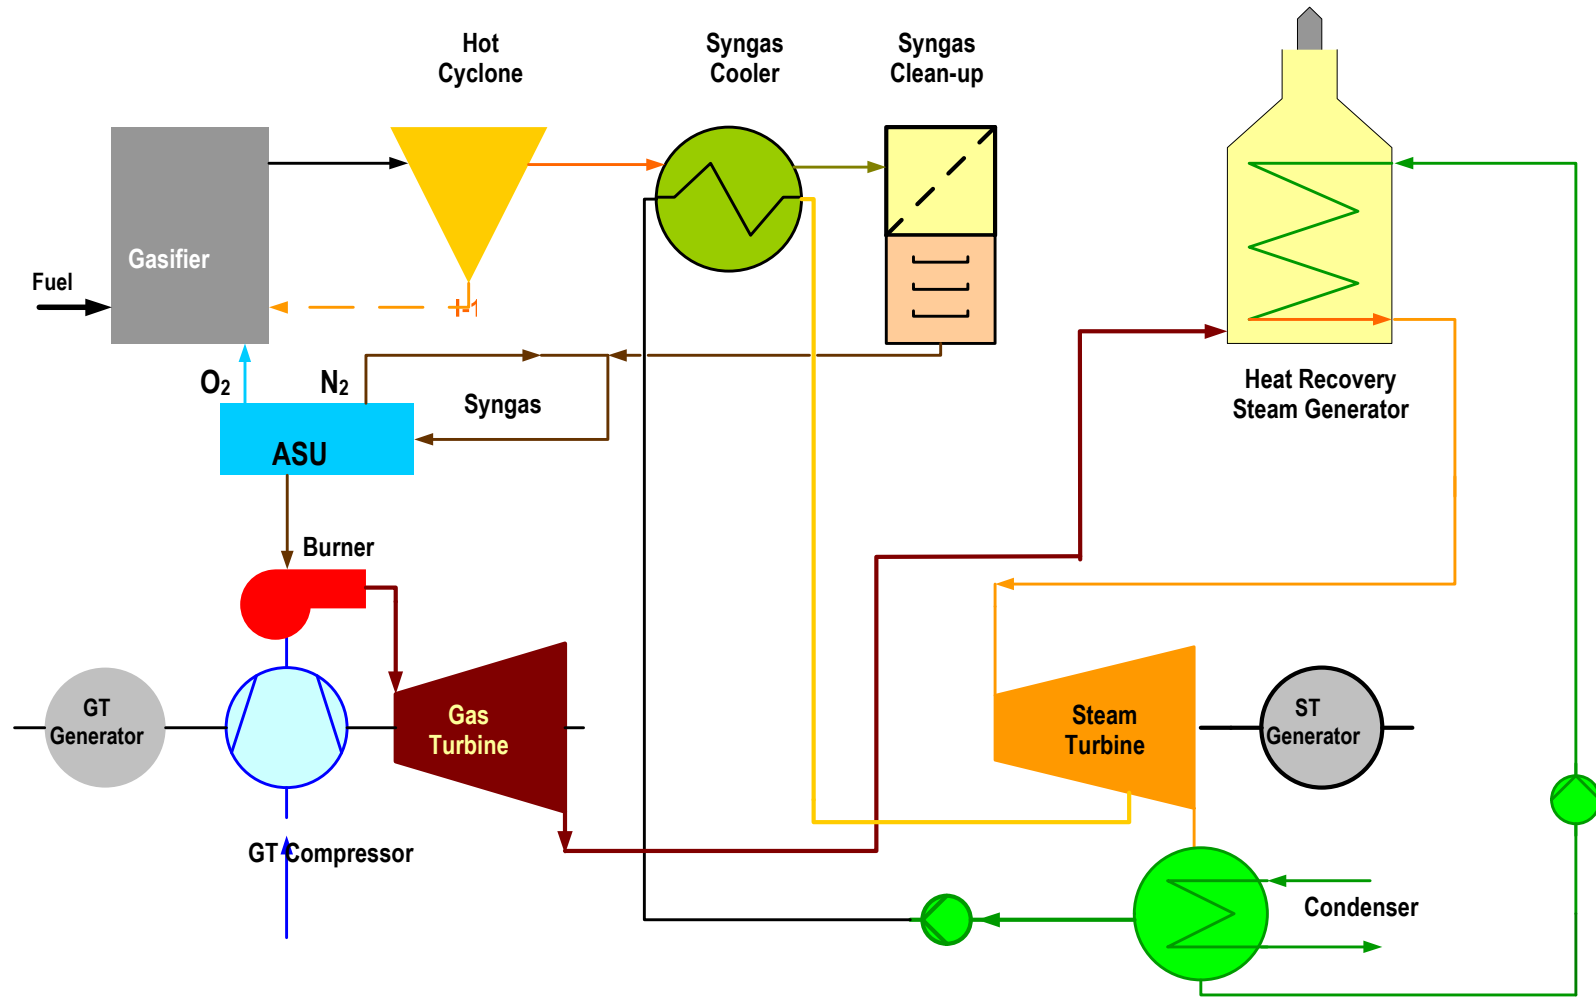 Hot
Cyclone
Syngas
Cooler
Syngas
Clean-up
Gasifier
Fuel
O2
N2
Syngas
ASU
Heat Recovery
Steam Generator
Burner
GT
Generator
Gas
Turbine
Steam
Turbine
ST
Generator
GT Compressor
Condenser